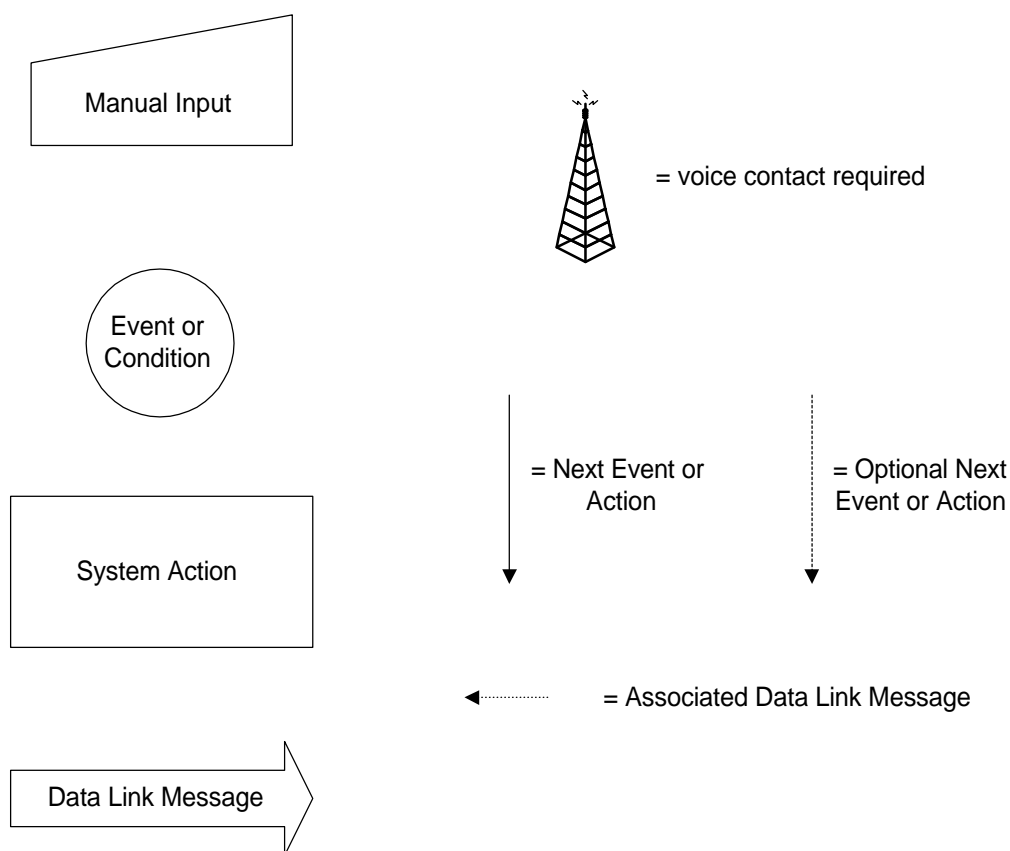 Manual Input
= voice contact required
Event or
Condition
= Next Event or
Action
= Optional Next
Event or Action
System Action
= Associated Data Link Message
Data Link Message